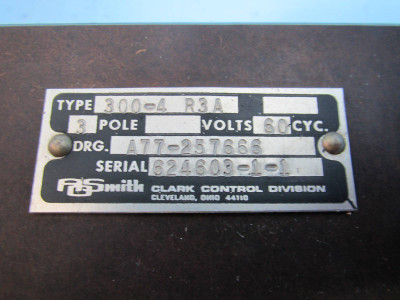 TYPE 300-4 R3A
3 POLE VOLTS 60 CYC.
DRG. A77-257666
SERIAL 624603-1-1
AOSmith CLARK CONTROL DIVISION
CLEVELAND, OHIO 44110